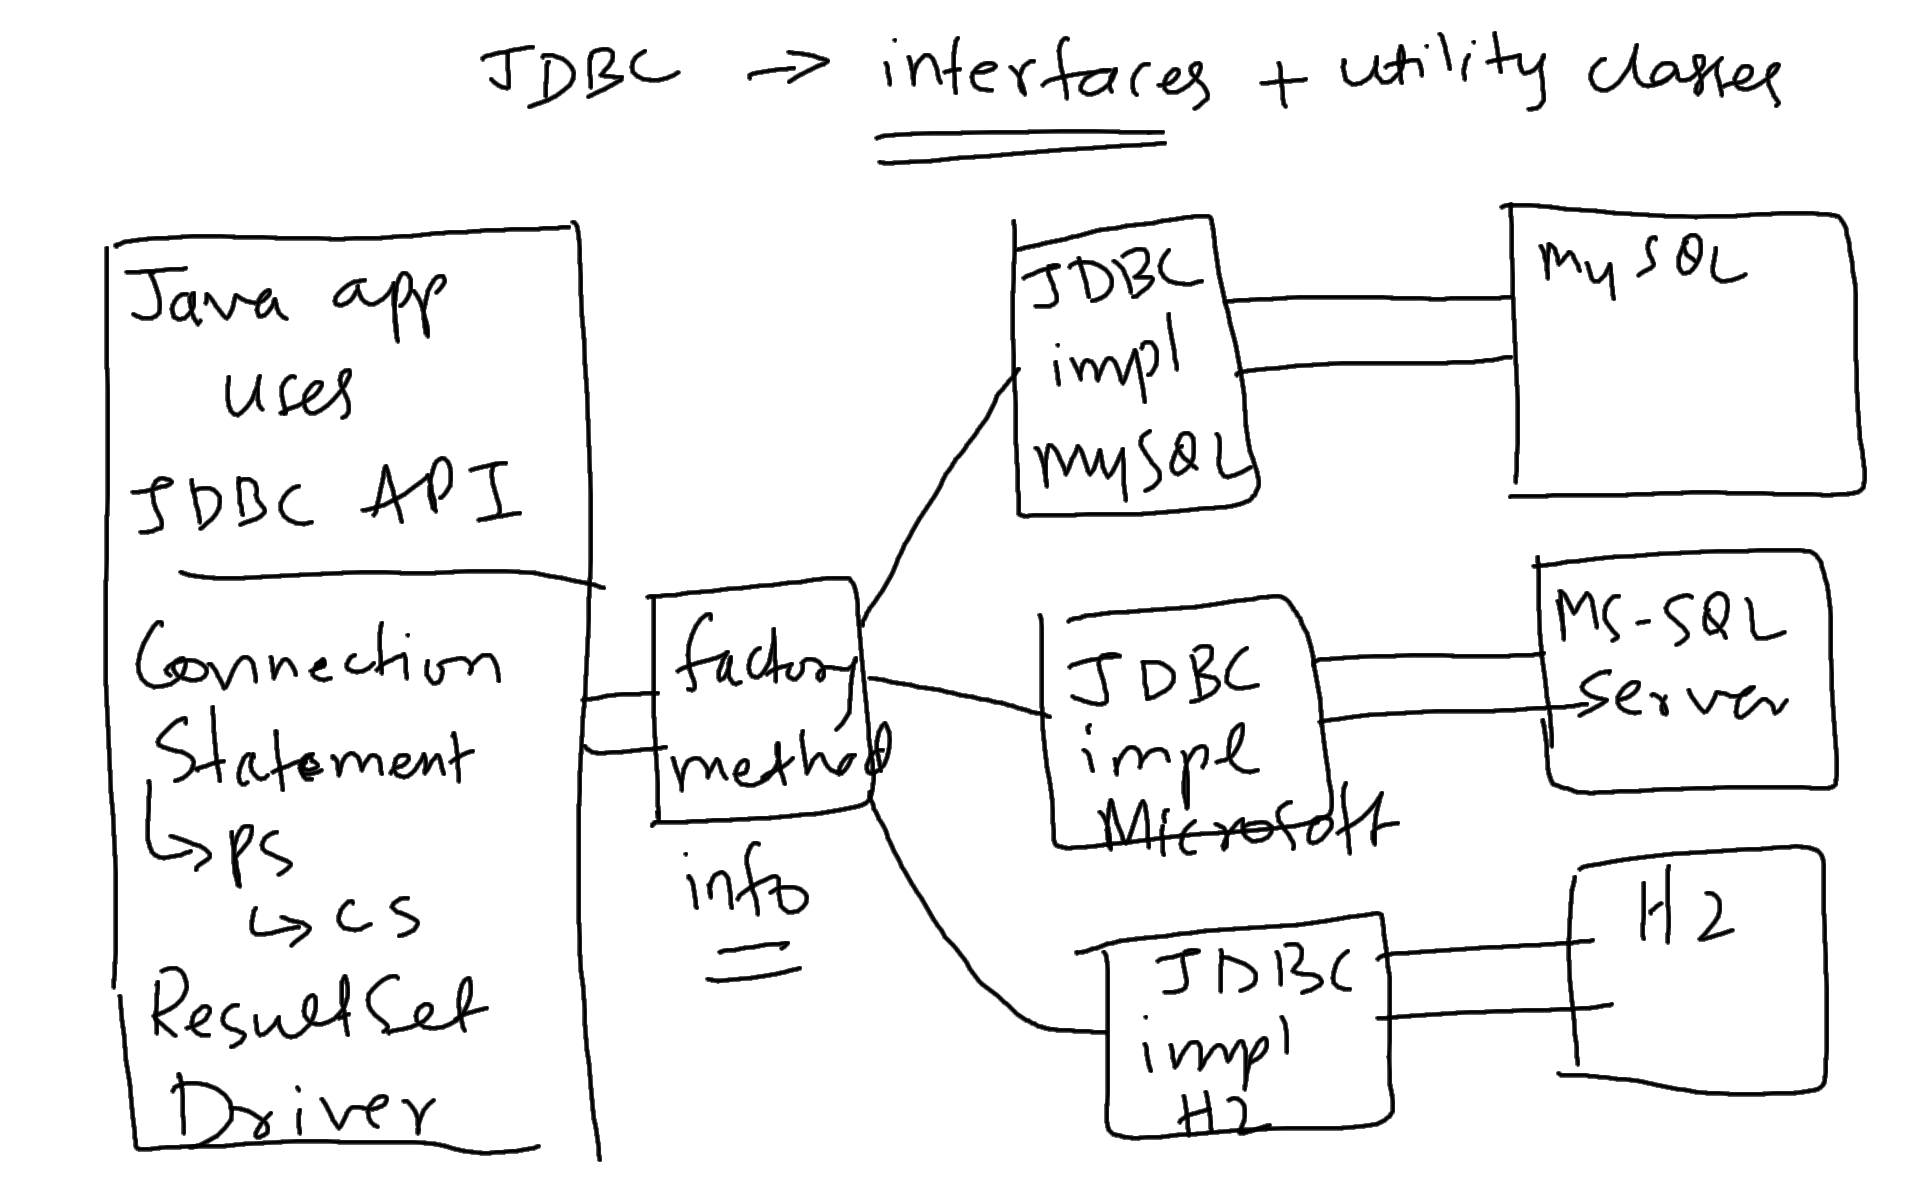 JDBC → interfaces + utility classes
Java app
uses
JDBC API
Connection
Statement
↳ PS
↳ CS
ResultSet
Driver
factory
method
info
JDBC
impl
MySQL
MySQL
JDBC
impl
Microsoft
MS-SQL
Server
JDBC
impl
H2
H2